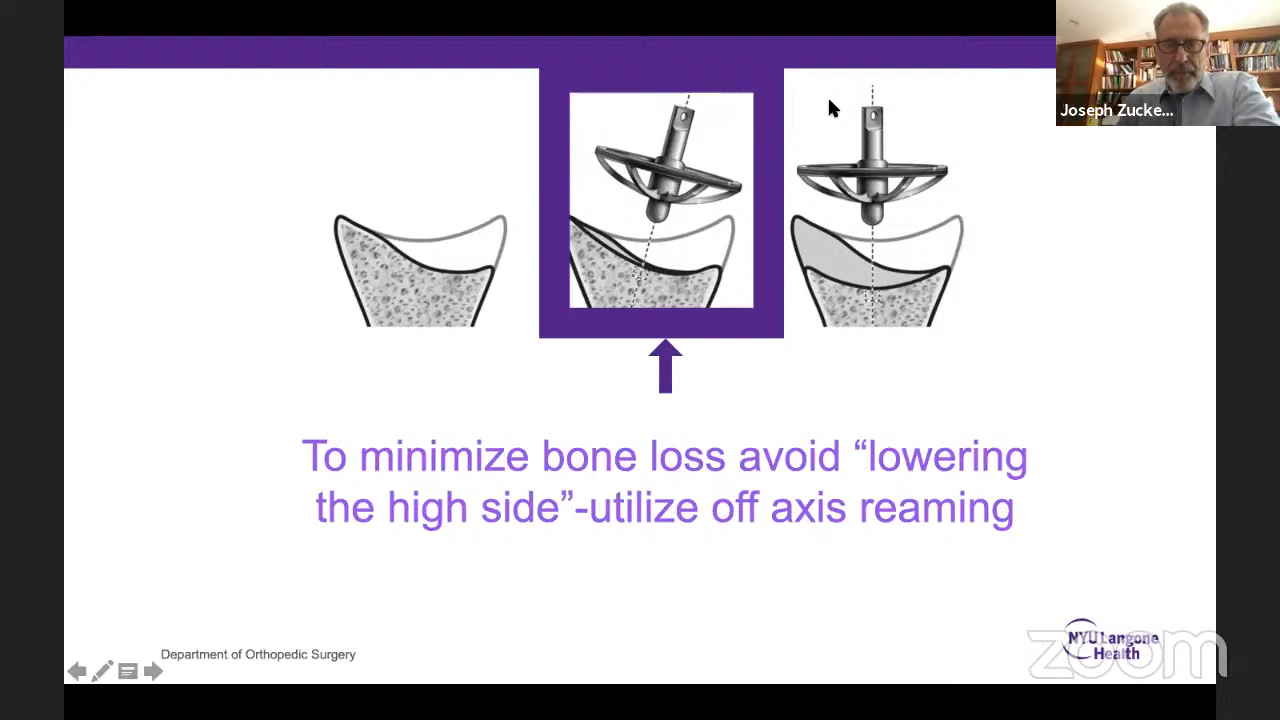 Joseph Zucke...
To minimize bone loss avoid “lowering
the high side”-utilize off axis reaming
Department of Orthopedic Surgery
NYU Langone
Health
zoom